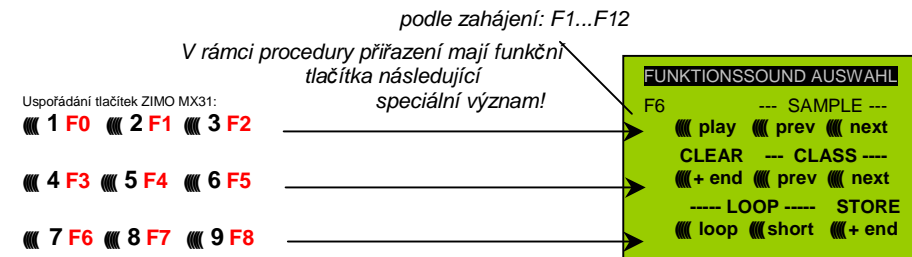 podle zahájení: F1...F12
V rámci procedury přiřazení mají funkční
tlačítka následující
speciální význam!
Uspořádání tlačítek ZIMO MX31:
1 F0 2 F1 3 F2
4 F3 5 F4 6 F5
7 F6 8 F7 9 F8
FUNKTIONSSOUND AUSWAHL
F6 --- SAMPLE ---
play prev next
CLEAR --- CLASS ----
+ end prev next
----- LOOP ----- STORE
loop short + end